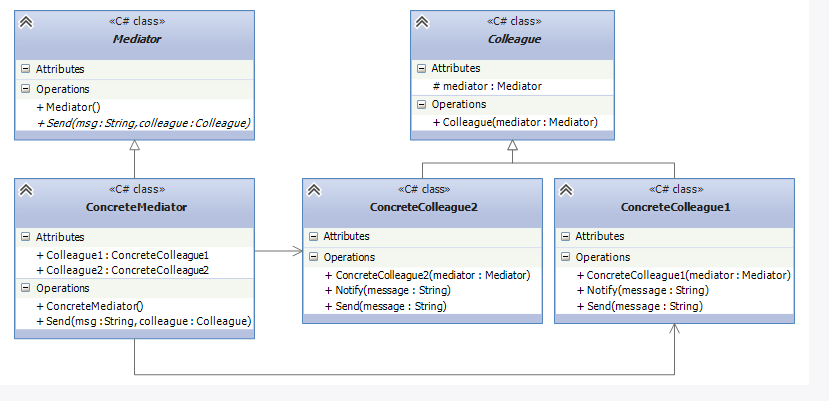 «C# class»
Mediator
Attributes
Operations
+ Mediator()
+ Send(msg : String, colleague : Colleague)
«C# class»
Colleague
Attributes
# mediator : Mediator
Operations
+ Colleague(mediator : Mediator)
«C# class»
ConcreteMediator
Attributes
+ Colleague1 : ConcreteColleague1
+ Colleague2 : ConcreteColleague2
Operations
+ ConcreteMediator()
+ Send(msg : String, colleague : Colleague)
«C# class»
ConcreteColleague2
Attributes
Operations
+ ConcreteColleague2(mediator : Mediator)
+ Notify(message : String)
+ Send(message : String)
«C# class»
ConcreteColleague1
Attributes
Operations
+ ConcreteColleague1(mediator : Mediator)
+ Notify(message : String)
+ Send(message : String)